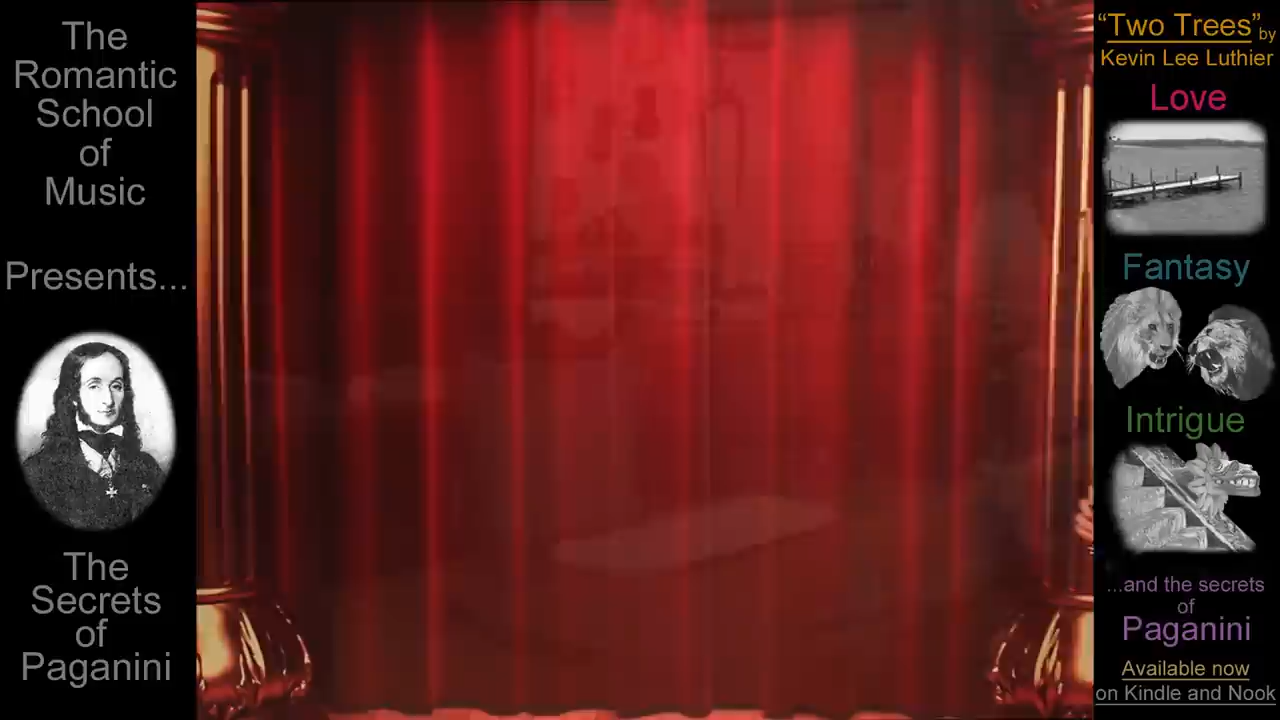 The
Romantic
School
of
Music
Presents...
The
Secrets
of
Paganini
“Two Trees” by
Kevin Lee Luthier
Love
Fantasy
Intrigue
...and the secrets
of
Paganini
Available now
on Kindle and Nook